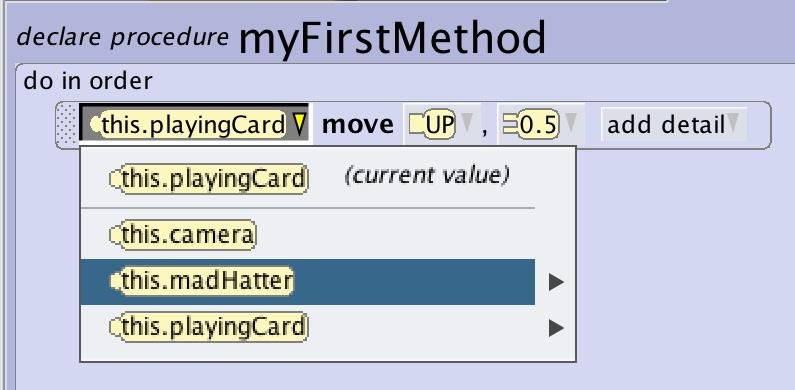 declare procedure myFirstMethod
do in order
this.playingCard move UP , 0.5 add detail
this.playingCard (current value)
this.camera
this.madHatter
this.playingCard